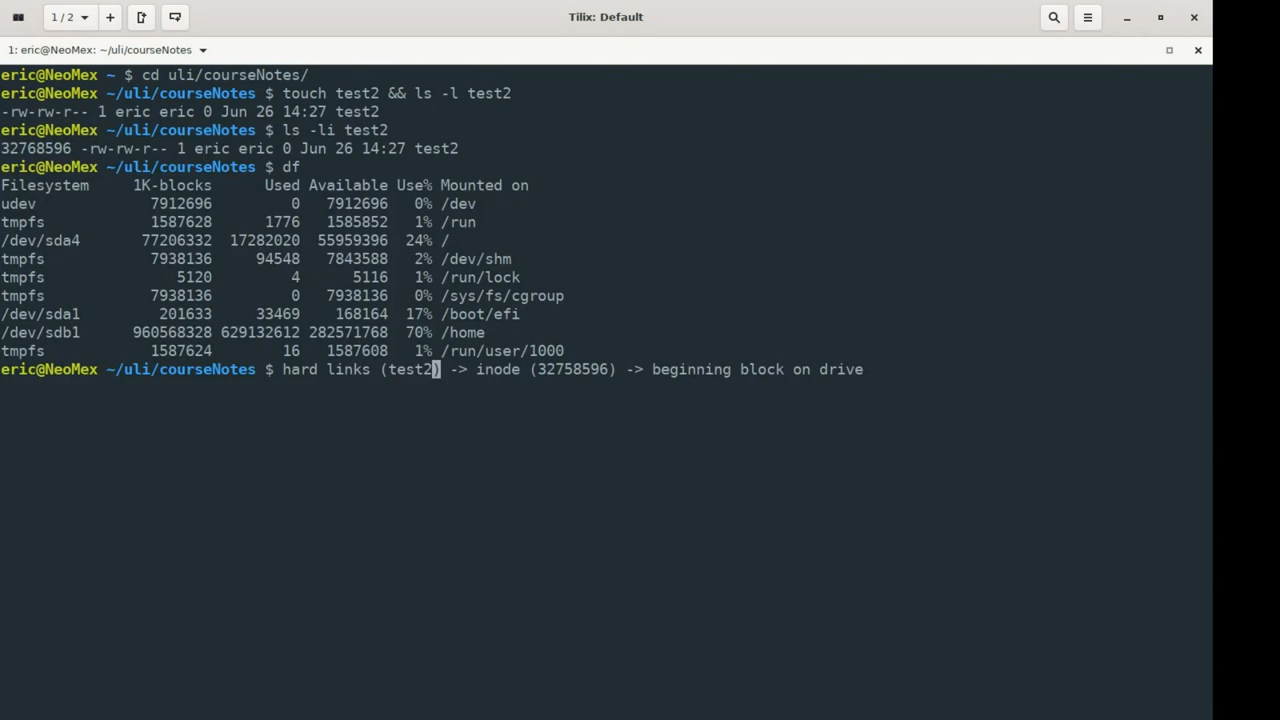 1 / 2
Tilix: Default
1: eric@NeoMex: ~/uli/courseNotes
eric@NeoMex ~ $ cd uli/courseNotes/
eric@NeoMex ~/uli/courseNotes $ touch test2 && ls -l test2
-rw-rw-r-- 1 eric eric 0 Jun 26 14:27 test2
eric@NeoMex ~/uli/courseNotes $ ls -li test2
32768596 -rw-rw-r-- 1 eric eric 0 Jun 26 14:27 test2
eric@NeoMex ~/uli/courseNotes $ df
Filesystem     1K-blocks      Used Available Use% Mounted on
udev             7912696         0   7912696   0% /dev
tmpfs            1587628      1776   1585852   1% /run
/dev/sda4       77206332  17282020  55959396  24% /
tmpfs            7938136     94548   7843588   2% /dev/shm
tmpfs               5120         4      5116   1% /run/lock
tmpfs            7938136         0   7938136   0% /sys/fs/cgroup
/dev/sda1         201633     33469    168164  17% /boot/efi
/dev/sdb1      960568328 629132612 282571768  70% /home
tmpfs            1587624        16   1587608   1% /run/user/1000
eric@NeoMex ~/uli/courseNotes $ hard links (test2) -> inode (32758596) -> beginning block on drive